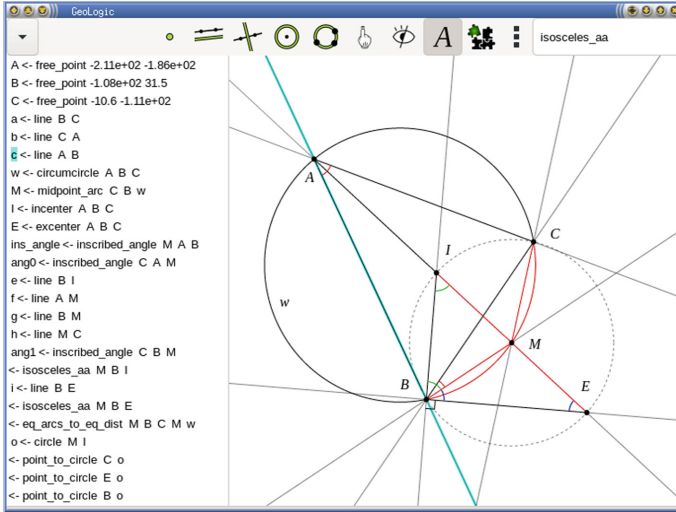 GeoLogic
A
isosceles_aa
A <- free_point -2.11e+02 -1.86e+02
B <- free_point -1.08e+02 31.5
C <- free_point -10.6 -1.11e+02
a <- line B C
b <- line C A
c <- line A B
w <- circumcircle A B C
M <- midpoint_arc C B w
I <- incenter A B C
E <- excenter A B C
ins_angle <- inscribed_angle M A B
ang0 <- inscribed_angle C A M
e <- line B I
f <- line A M
g <- line B M
h <- line M C
ang1 <- inscribed_angle C B M
<- isosceles_aa M B I
i <- line B E
<- isosceles_aa M B E
<- eq_arcs_to_eq_dist M B C M w
o <- circle M I
<- point_to_circle C o
<- point_to_circle E o
<- point_to_circle B o
A
C
I
w
M
B
E